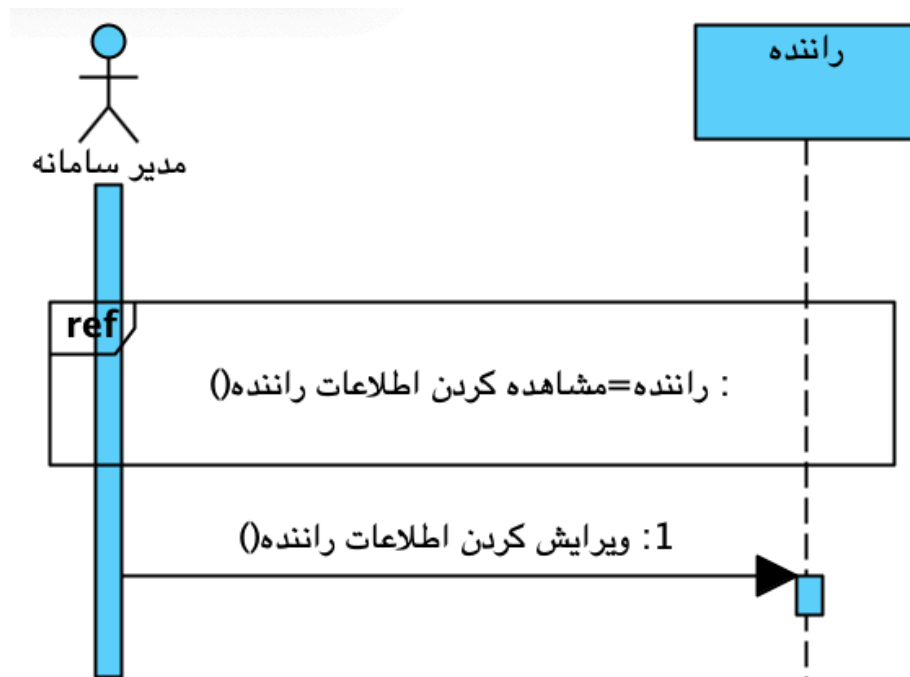 راننده
مدیر سامانه
ref
: راننده=مشاهده کردن اطلاعات راننده()
1: ویرایش کردن اطلاعات راننده()